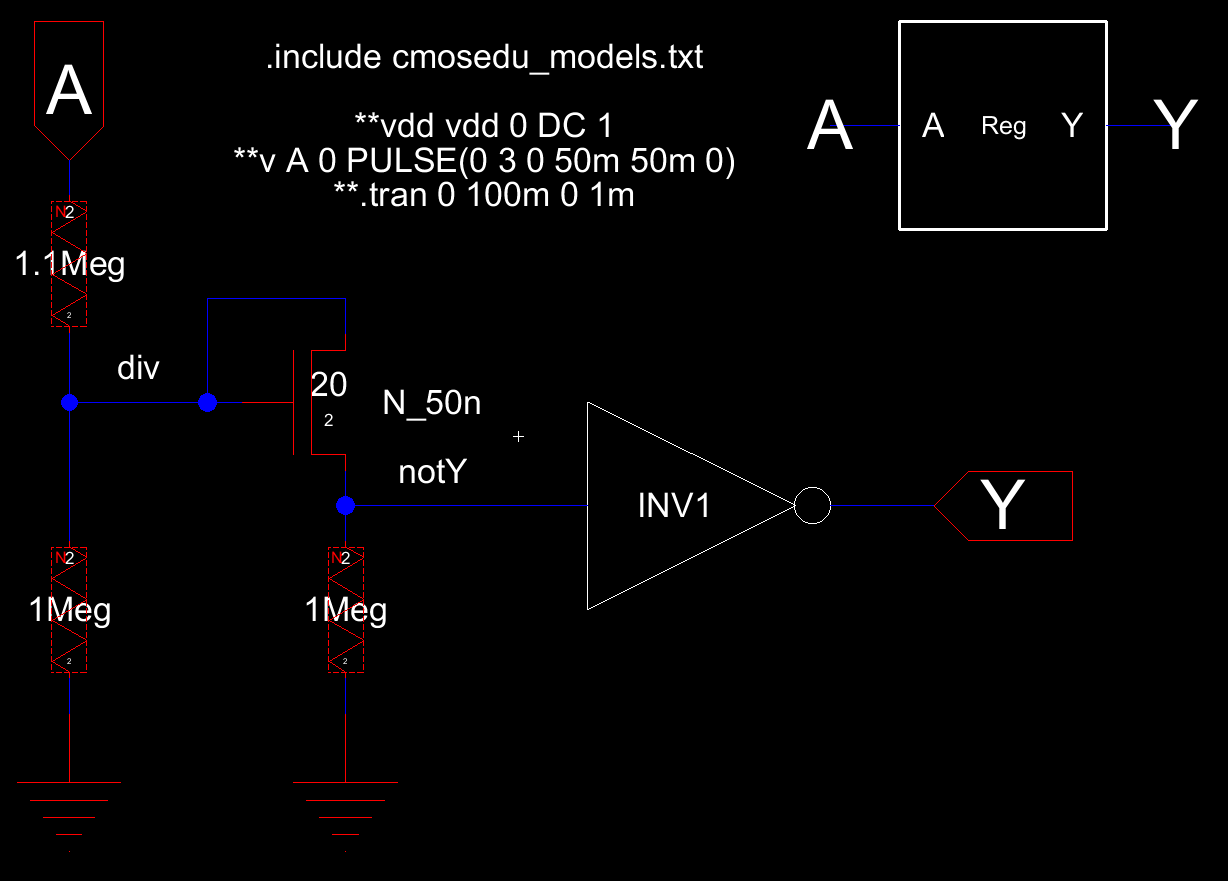 A
.include cmosedu_models.txt
**vdd vdd 0 DC 1
**v A 0 PULSE(0 3 0 50m 50m 0)
**.tran 0 100m 0 1m
A
A Reg Y
Y
N2
1.1Meg
2
div
20
2
N_50n
notY
INV1
Y
N2
1Meg
2
N2
1Meg
2